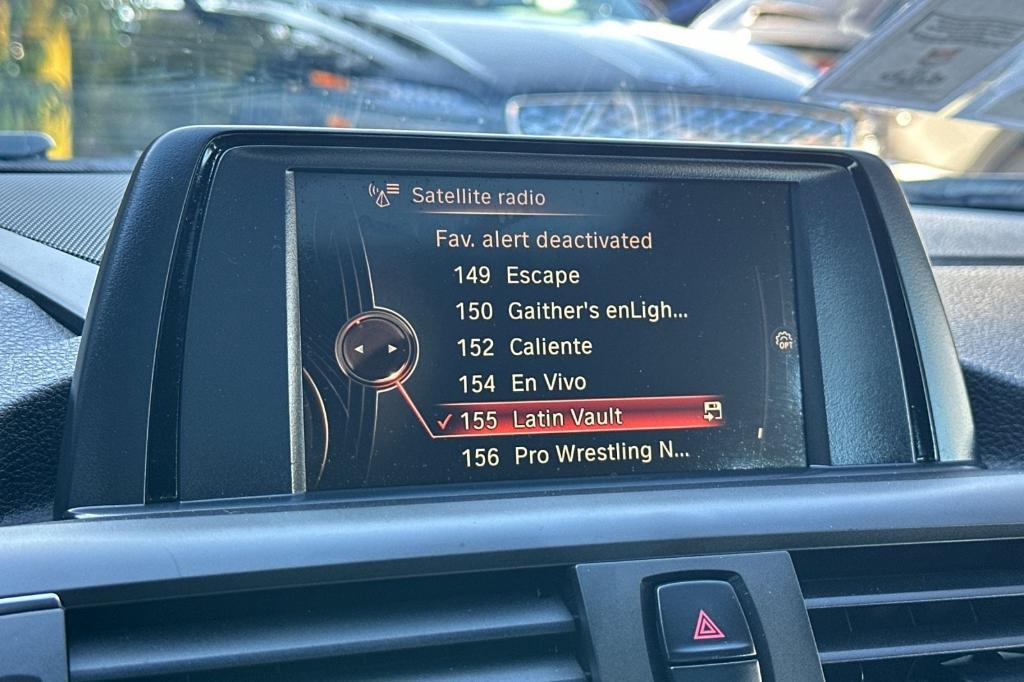 Satellite radio
Fav. alert deactivated
149 Escape
150 Gaither's enLigh...
152 Caliente
154 En Vivo
OPT
✓ 155 Latin Vault
156 Pro Wrestling N...